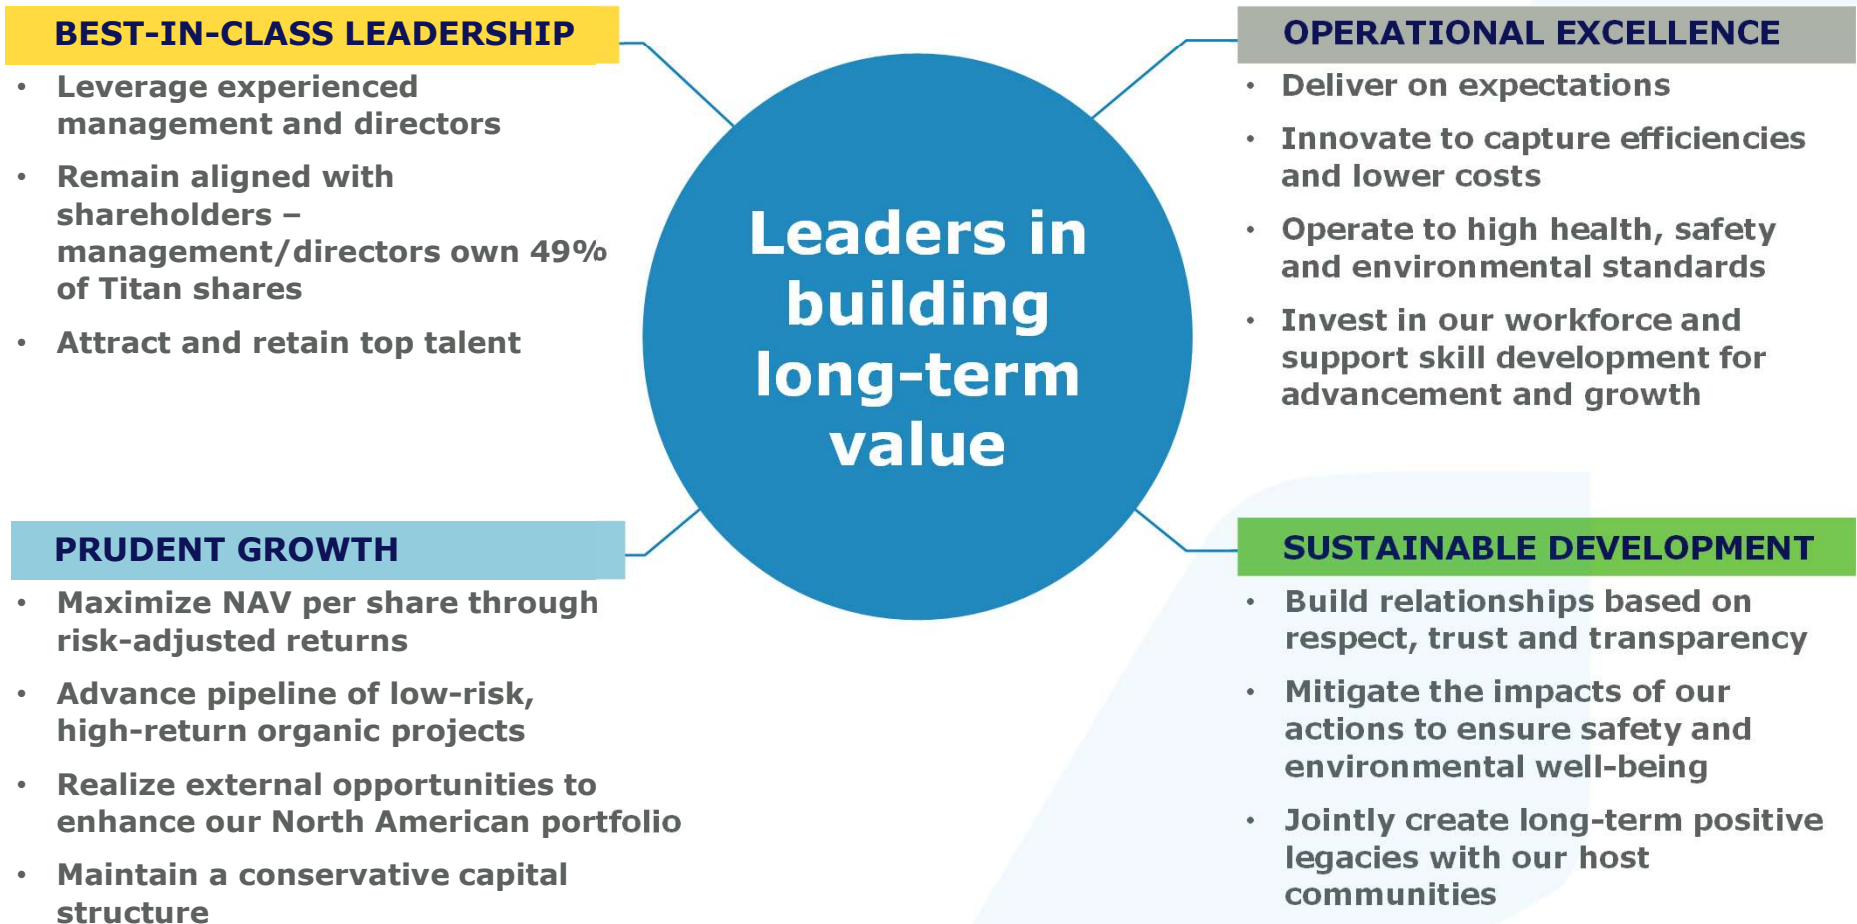 BEST-IN-CLASS LEADERSHIP
• Leverage experienced
management and directors
• Remain aligned with
shareholders –
management/directors own 49%
of Titan shares
• Attract and retain top talent
Leaders in
building
long-term
value
OPERATIONAL EXCELLENCE
• Deliver on expectations
• Innovate to capture efficiencies
and lower costs
• Operate to high health, safety
and environmental standards
• Invest in our workforce and
support skill development for
advancement and growth
PRUDENT GROWTH
• Maximize NAV per share through
risk-adjusted returns
• Advance pipeline of low-risk,
high-return organic projects
• Realize external opportunities to
enhance our North American portfolio
• Maintain a conservative capital
structure
SUSTAINABLE DEVELOPMENT
• Build relationships based on
respect, trust and transparency
• Mitigate the impacts of our
actions to ensure safety and
environmental well-being
• Jointly create long-term positive
legacies with our host
communities